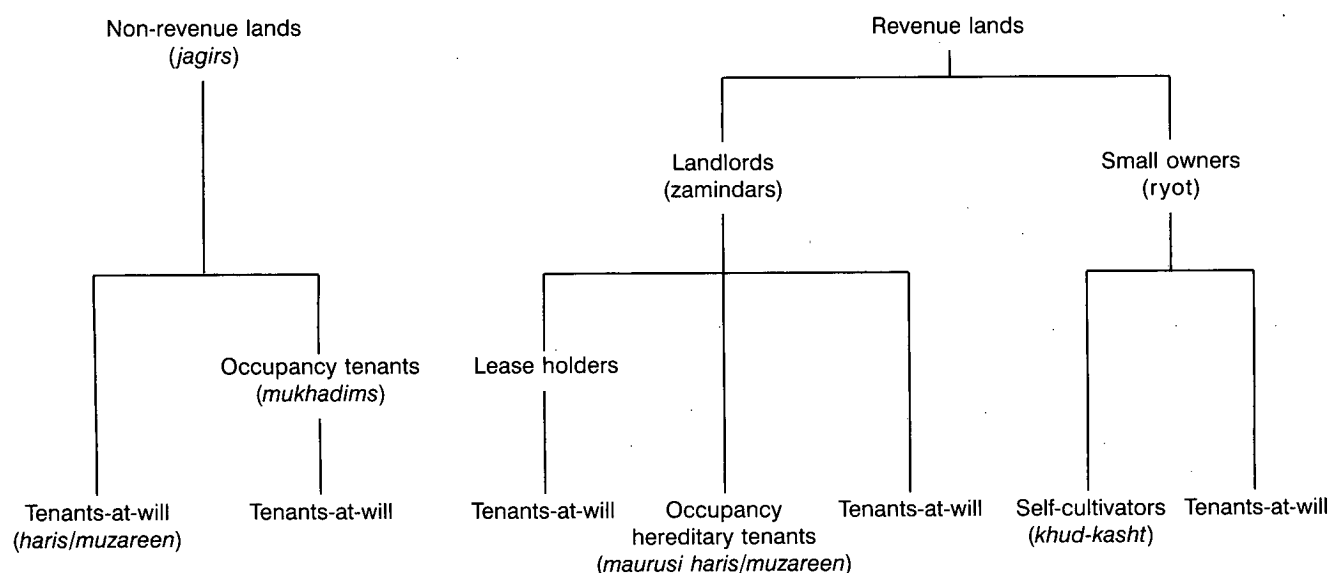 Non-revenue lands
(jagirs)
Revenue lands
Landlords
(zamindars)
Small owners
(ryot)
Occupancy tenants
(mukhadims)
Lease holders
Tenants-at-will
(haris/muzareen)
Tenants-at-will
Tenants-at-will
Occupancy
hereditary tenants
(maurusi haris/muzareen)
Tenants-at-will
Self-cultivators
(khud-kasht)
Tenants-at-will